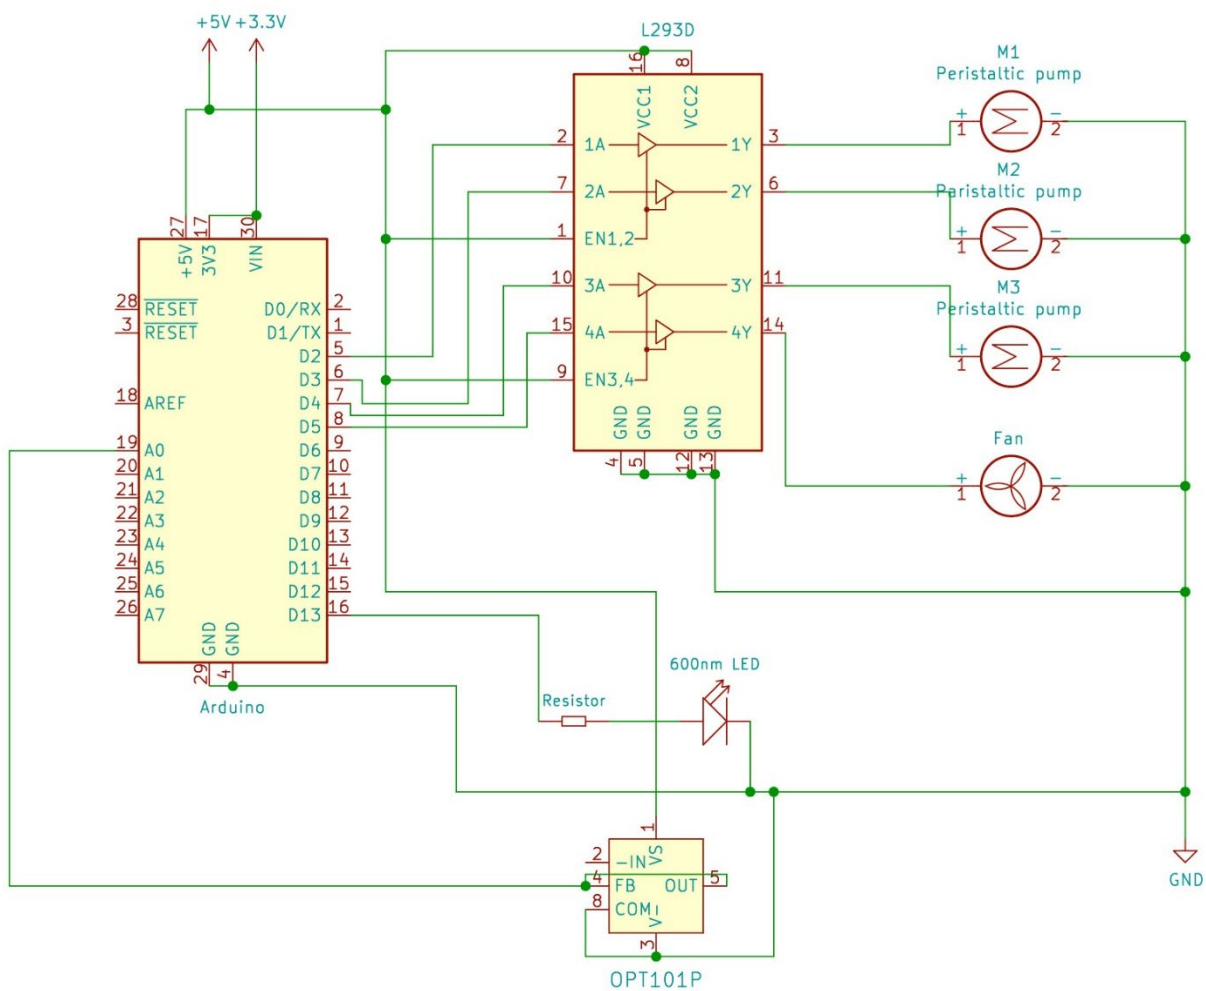 +5V +3.3V
L293D
M1
Peristaltic pump
16 8
VCC1 VCC2
+ 1 - 2
2 1A 1Y 3
M2
Paristaltic pump
7 2A 2Y 6
27 17 30
+5V 3V3 VIN
1 EN1,2
+ 1 - 2
M3
Peristaltic pump
10 3A 3Y 11
28 RESET D0/RX 2
3 RESET D1/TX 1
15 4A 4Y 14
D2 5
+ 1 - 2
D3 6
9 EN3,4
18 AREF D4 7
D5 8
GND GND GND GND
4 5 12 13
Fan
19 A0 D6 9
20 A1 D7 10
21 A2 D8 11
+ 1 - 2
22 A3 D9 12
23 A4 D10 13
24 A5 D11 14
25 A6 D12 15
26 A7 D13 16
GND GND
29 4
Arduino
600nm LED
Resistor
1
VS
2 -IN
4 FB OUT 5
8 COM
V-
3
OPT101P
GND